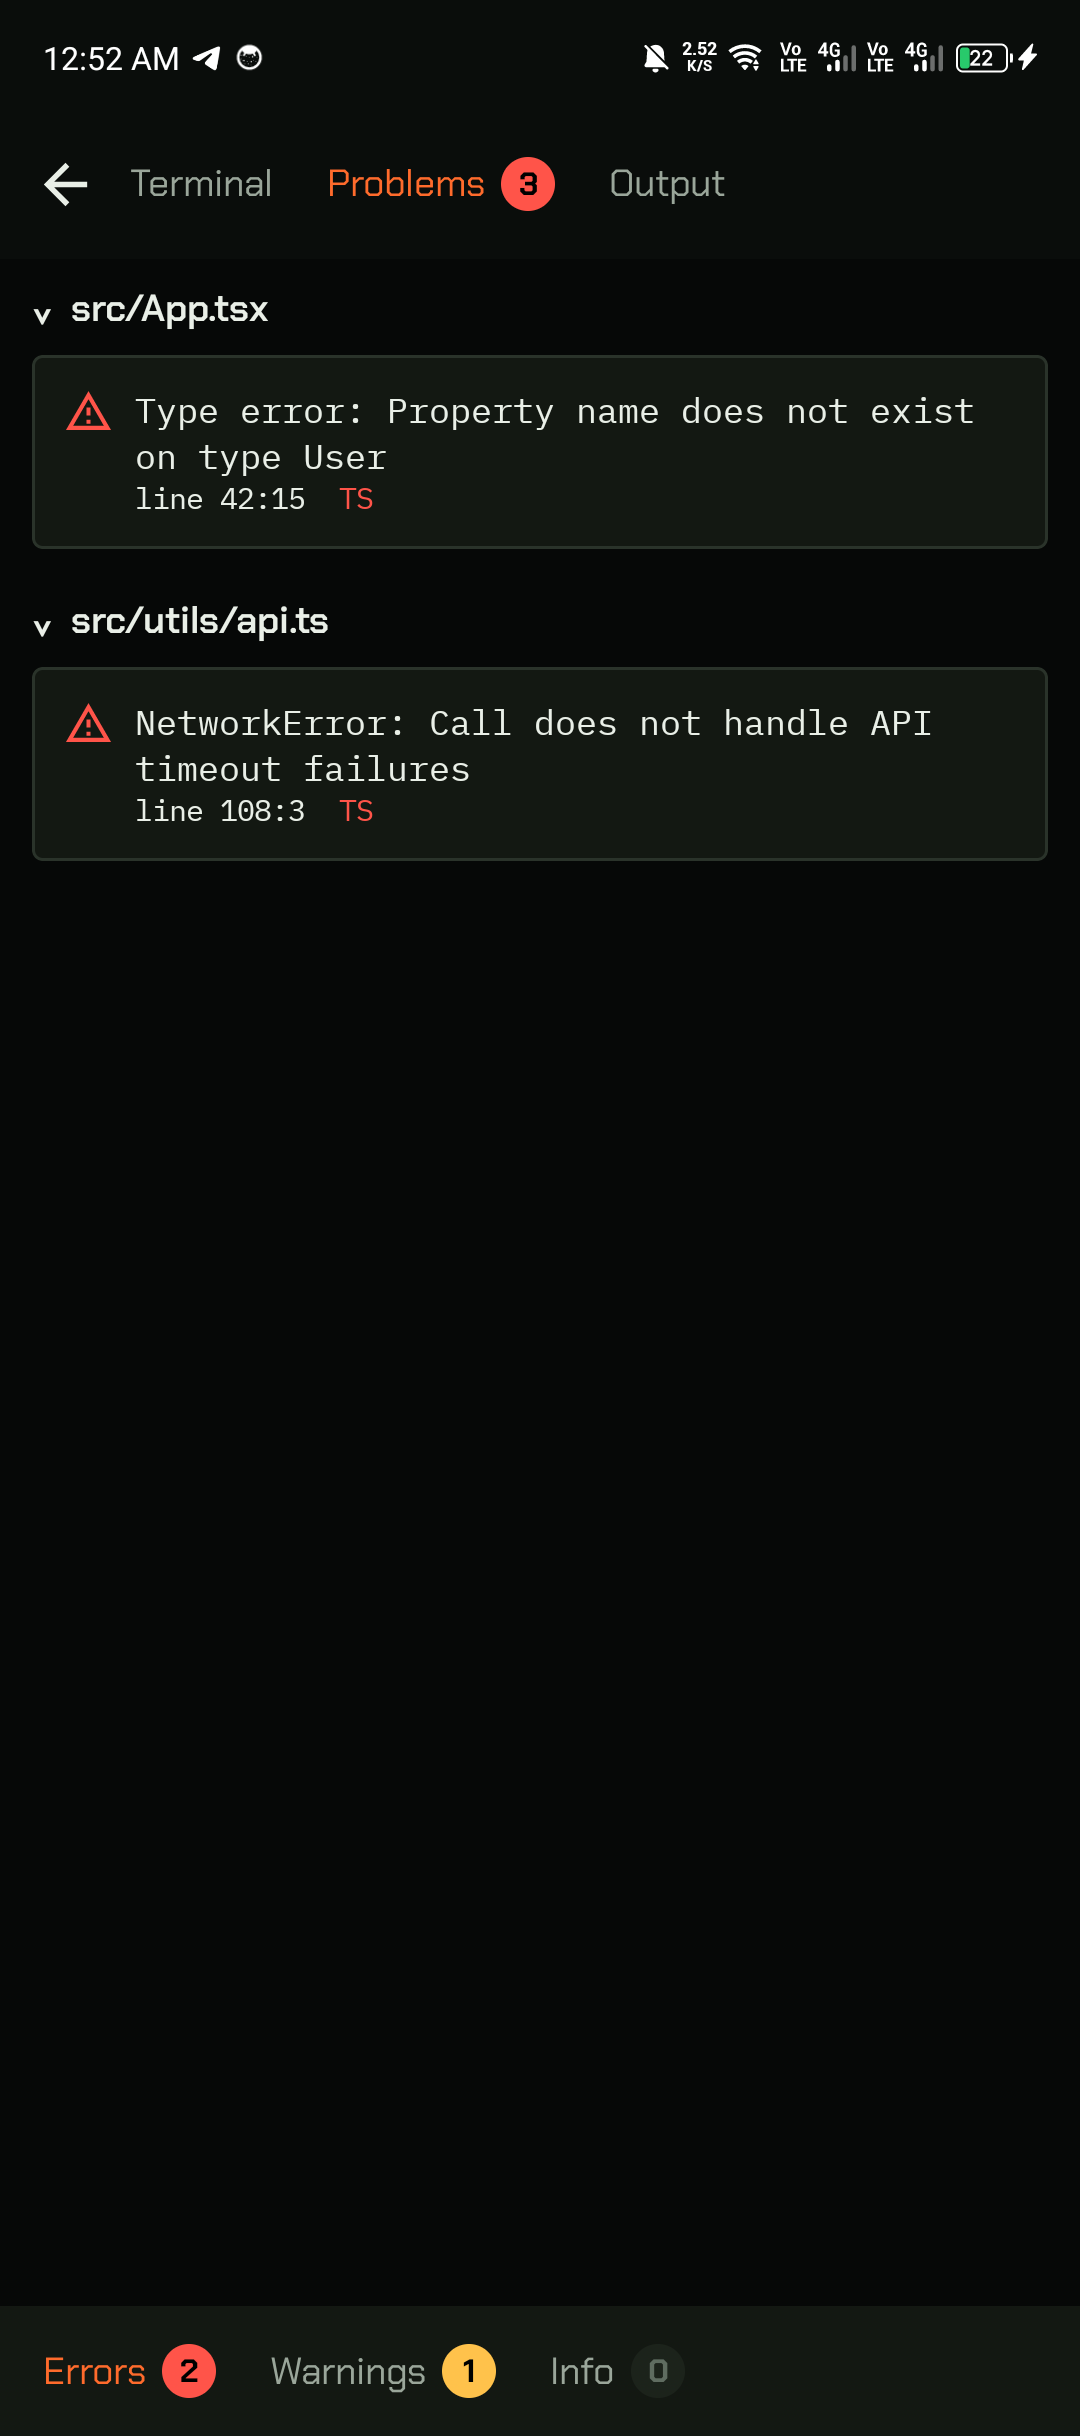 12:52 AM 2.52 K/S Vo LTE 4G Vo LTE 4G 22
Terminal Problems 3 Output
src/App.tsx
Type error: Property name does not exist
on type User
line 42:15 TS
src/utils/api.ts
NetworkError: Call does not handle API
timeout failures
line 108:3 TS
Errors 2 Warnings 1 Info 0